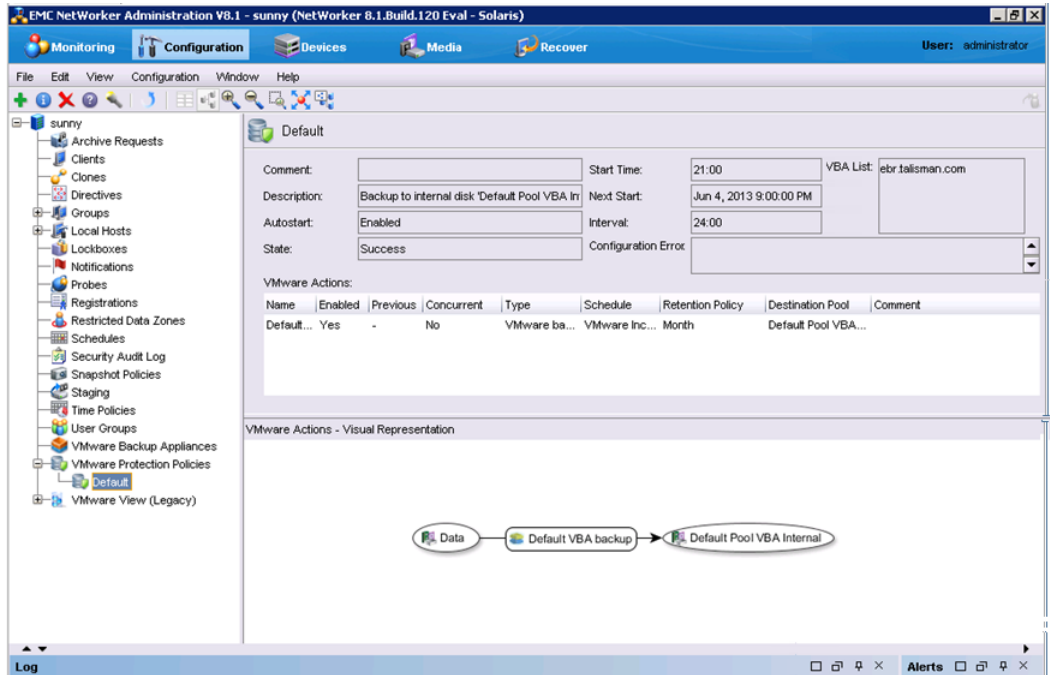 EMC NetWorker Administration V8.1 - sunny (NetWorker 8.1.Build.120 Eval - Solaris)
Monitoring Configuration Devices Media Recover User: administrator
File Edit View Configuration Window Help
sunny
Archive Requests
Clients
Clones
Directives
Groups
Local Hosts
Lockboxes
Notifications
Probes
Registrations
Restricted Data Zones
Schedules
Security Audit Log
Snapshot Policies
Staging
Time Policies
User Groups
VMware Backup Appliances
VMware Protection Policies
Default
VMware View (Legacy)
Default
Comment: Start Time: 21:00 VBA List: ebr.talisman.com
Description: Backup to internal disk 'Default Pool VBA Next Start: Jun 4, 2013 9:00:00 PM
Autostart: Enabled Interval: 24:00
State: Success Configuration Error
VMware Actions:
Name Enabled Previous Concurrent Type Schedule Retention Policy Destination Pool Comment
Default... Yes - No VMware ba... VMware Inc... Month Default Pool VBA...
VMware Actions - Visual Representation
Data Default VBA backup Default Pool VBA Internal
Log Alerts